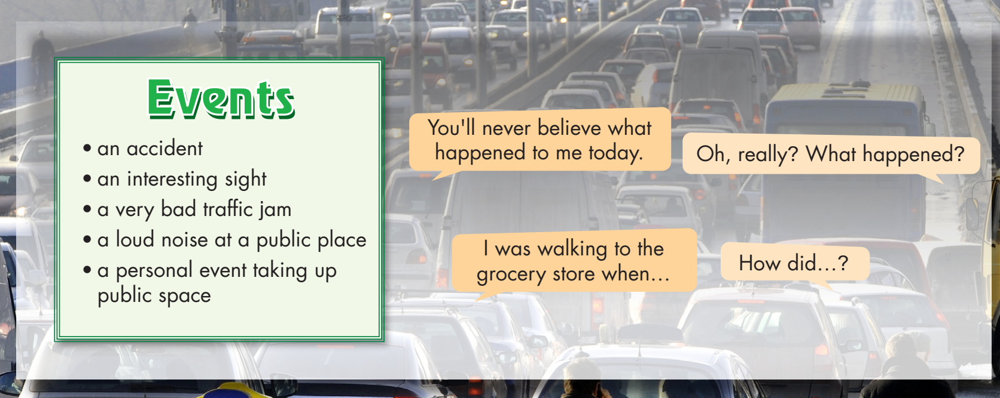 Events
• an accident
• an interesting sight
• a very bad traffic jam
• a loud noise at a public place
• a personal event taking up
public space
You'll never believe what
happened to me today.
Oh, really? What happened?
I was walking to the
grocery store when...
How did...?